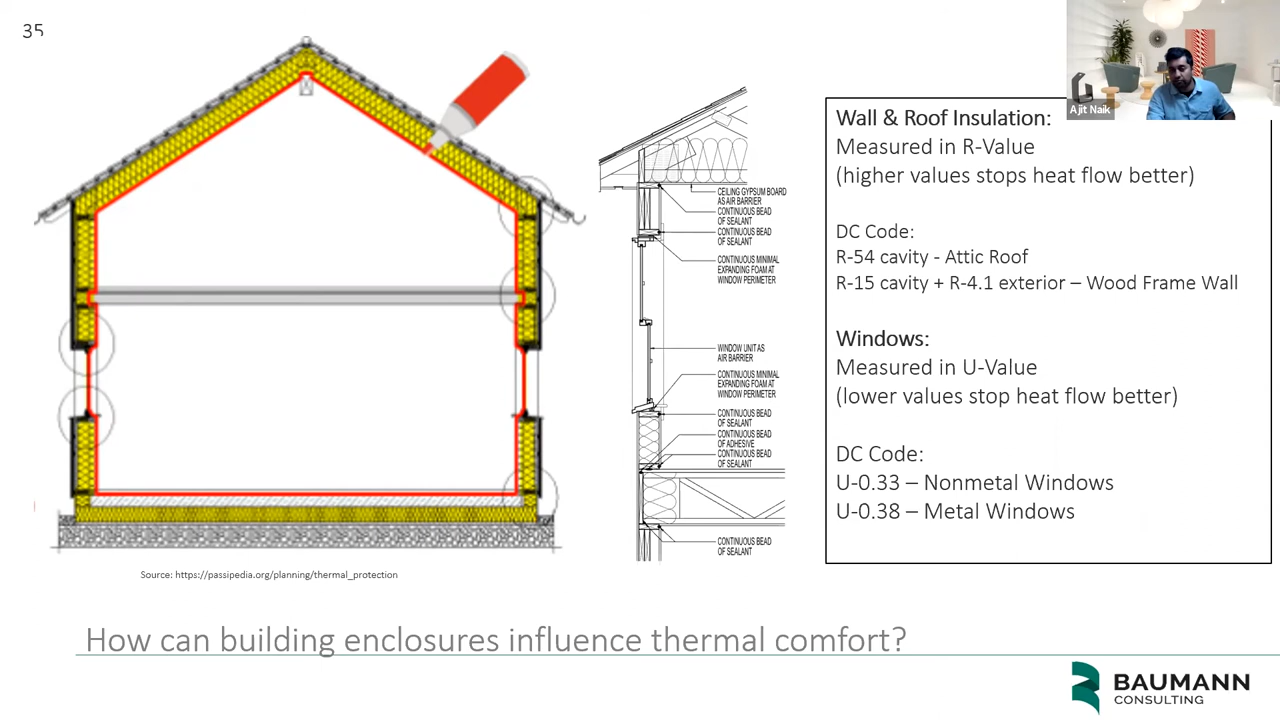 35
Ajit Naik
CEILING GYPSUM BOARD
AS AIR BARRIER
CONTINUOUS BEAD
OF SEALANT
CONTINUOUS BEAD
OF SEALANT
CONTINUOUS MINIMAL
EXPANDING FOAM AT
WINDOW PERIMETER
WINDOW UNIT AS
AIR BARRIER
CONTINUOUS MINIMAL
EXPANDING FOAM AT
WINDOW PERIMETER
CONTINUOUS BEAD
OF SEALANT
CONTINUOUS BEAD
OF ADHESIVE
CONTINUOUS BEAD
OF SEALANT
CONTINUOUS BEAD
OF SEALANT
Wall & Roof Insulation:
Measured in R-Value
(higher values stops heat flow better)
DC Code:
R-54 cavity - Attic Roof
R-15 cavity + R-4.1 exterior – Wood Frame Wall
Windows:
Measured in U-Value
(lower values stop heat flow better)
DC Code:
U-0.33 – Nonmetal Windows
U-0.38 – Metal Windows
Source: https://passipedia.org/planning/thermal_protection
How can building enclosures influence thermal comfort?
BAUMANN
CONSULTING